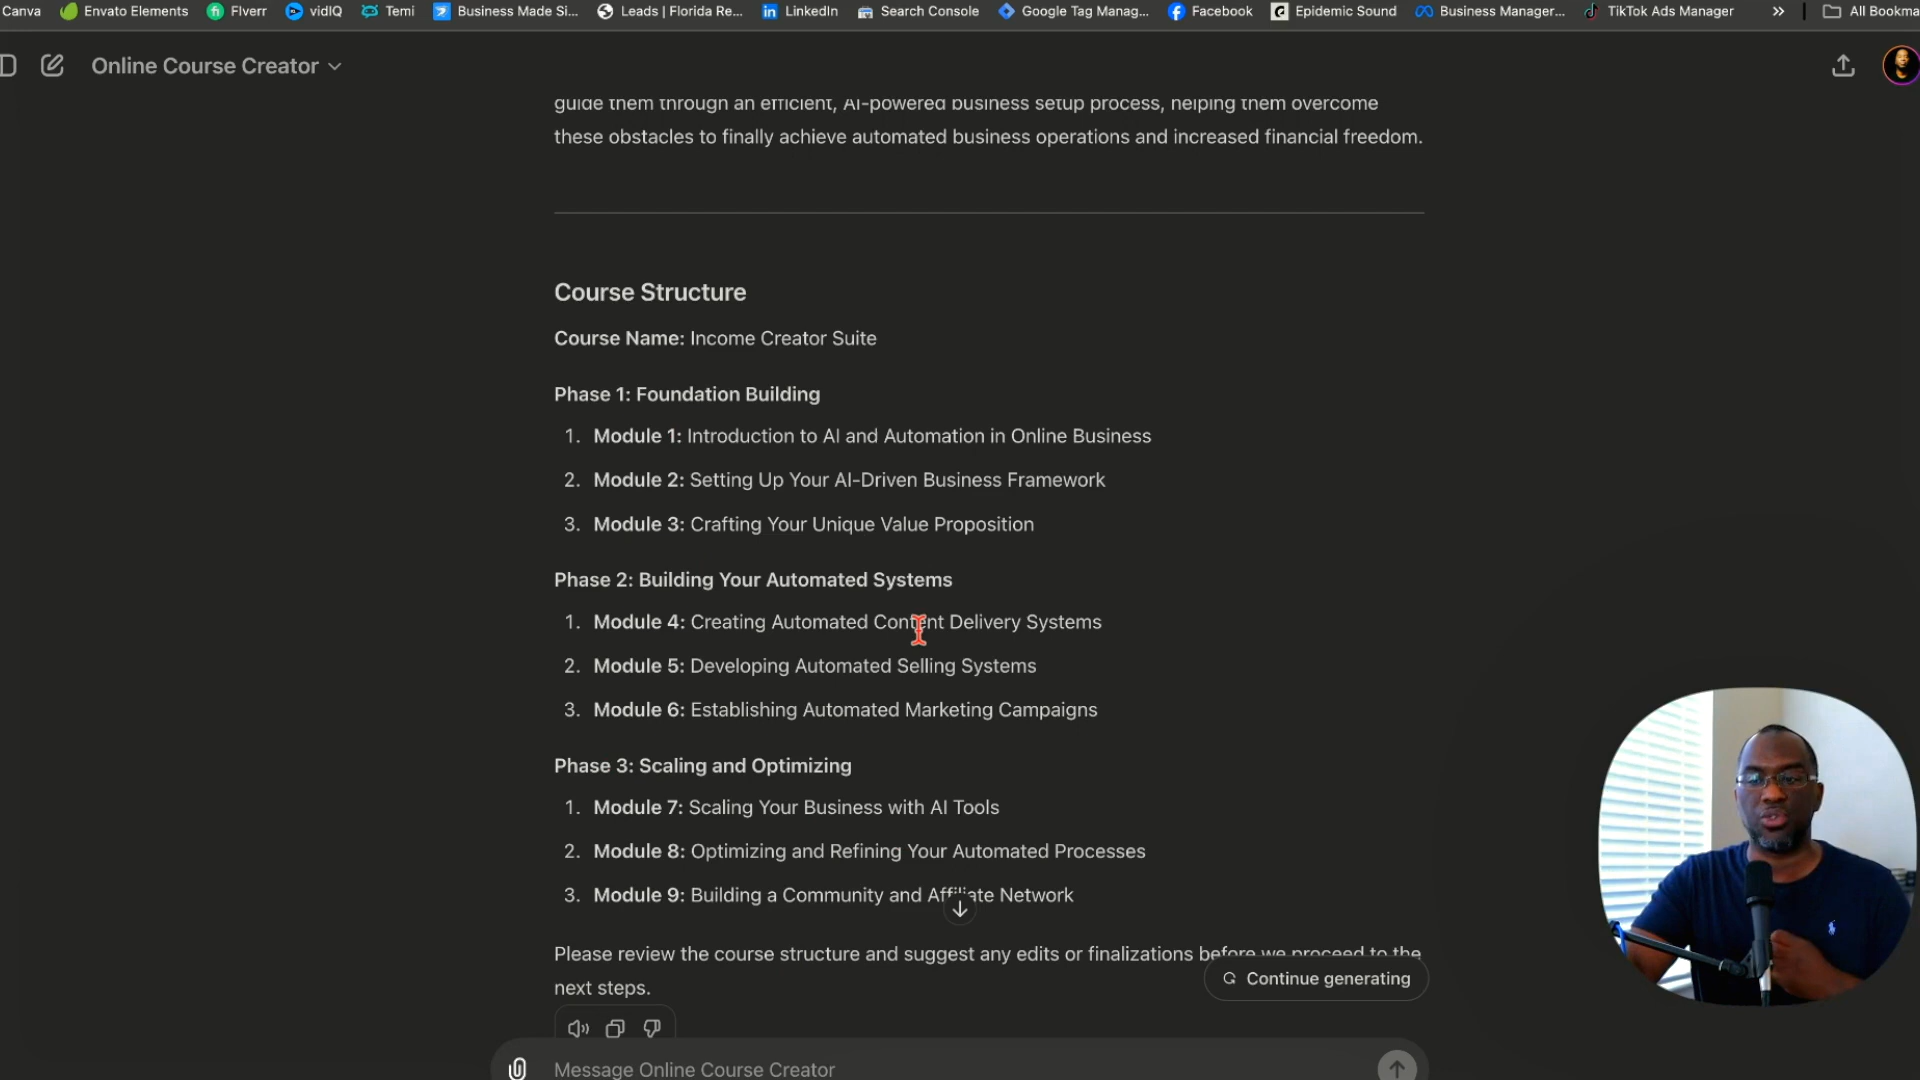 Canva Envato Elements FIverr vidIQ Temi Business Made Si... Leads | Florida Re... LinkedIn Search Console Google Tag Manag... Facebook Epidemic Sound Business Manager... TikTok Ads Manager » All Bookma
Online Course Creator
guide them through an efficient, AI-powered business setup process, helping them overcome
these obstacles to finally achieve automated business operations and increased financial freedom.
Course Structure
Course Name: Income Creator Suite
Phase 1: Foundation Building
1. Module 1: Introduction to AI and Automation in Online Business
2. Module 2: Setting Up Your AI-Driven Business Framework
3. Module 3: Crafting Your Unique Value Proposition
Phase 2: Building Your Automated Systems
1. Module 4: Creating Automated Content Delivery Systems
2. Module 5: Developing Automated Selling Systems
3. Module 6: Establishing Automated Marketing Campaigns
Phase 3: Scaling and Optimizing
1. Module 7: Scaling Your Business with AI Tools
2. Module 8: Optimizing and Refining Your Automated Processes
3. Module 9: Building a Community and Affiliate Network
Please review the course structure and suggest any edits or finalizations before we proceed to the
next steps.
Continue generating
Message Online Course Creator